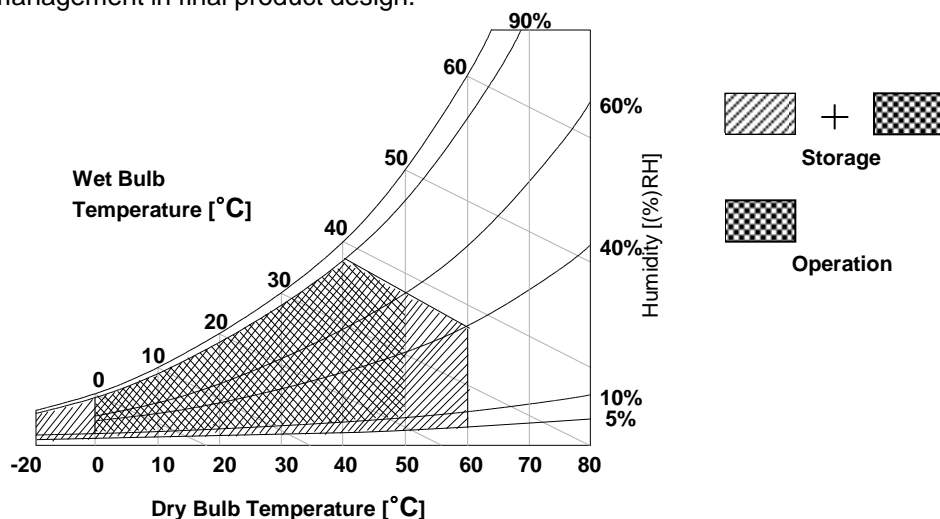 management in final product design.
90%
60
60%
50
Wet Bulb
Temperature [°C]
+
Storage
40
40%
Humidity [(%)RH]
30
Operation
20
10
0
10%
5%
-20 0 10 20 30 40 50 60 70 80
Dry Bulb Temperature [°C]